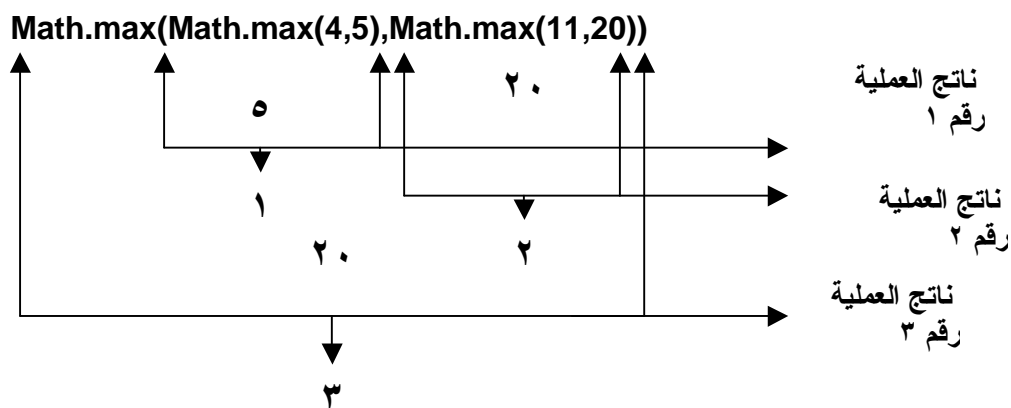 Math.max(Math.max(4,5),Math.max(11,20))
٥
٢٠
ناتج العملية
رقم ١
١
ناتج العملية
رقم ٢
٢٠
٢
ناتج العملية
رقم ٣
٣